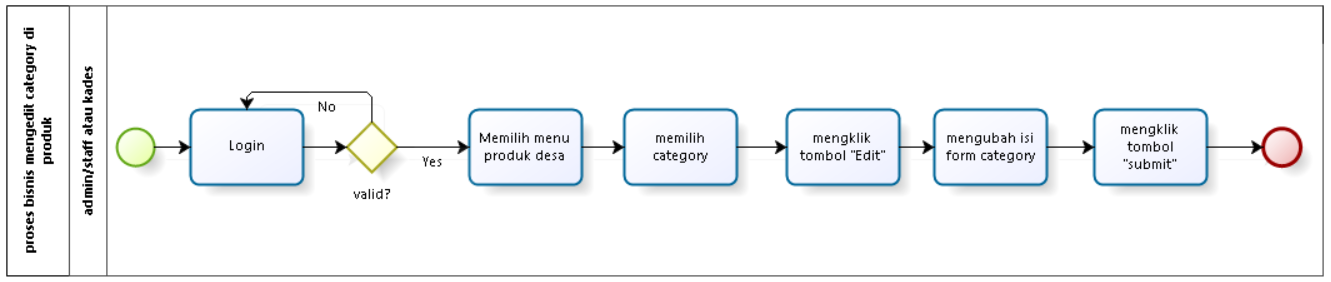 proses bisnis mengedit category di
produk
admin/staff atau kades
Login
No
valid?
Yes
Memilih menu
produk desa
memilih
category
mengklik
tombol "Edit"
mengubah isi
form category
mengklik
tombol
"submit"